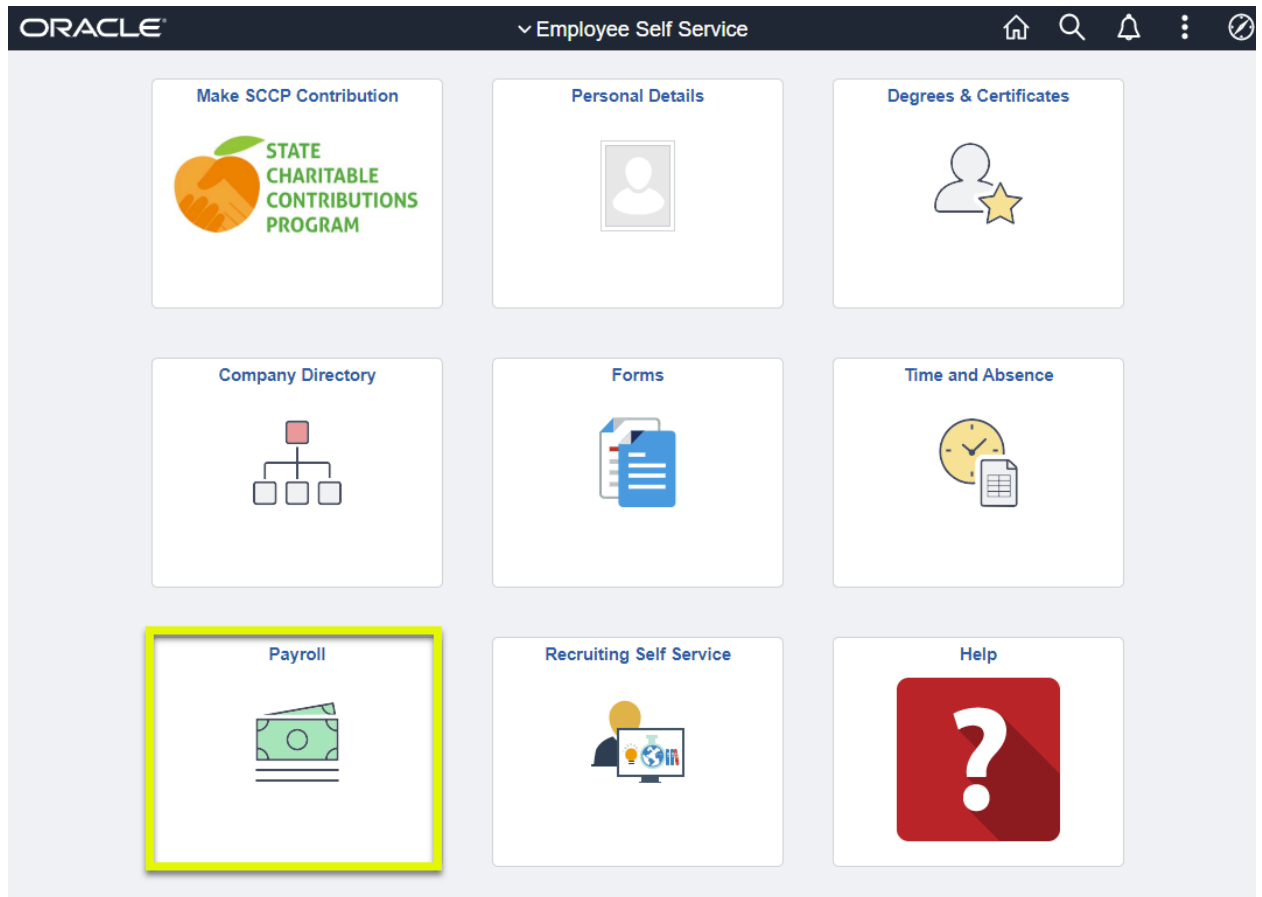 ORACLE
Employee Self Service
Make SCCP Contribution
Personal Details
Degrees & Certificates
STATE
CHARITABLE
CONTRIBUTIONS
PROGRAM
Company Directory
Forms
Time and Absence
Payroll
Recruiting Self Service
Help
?